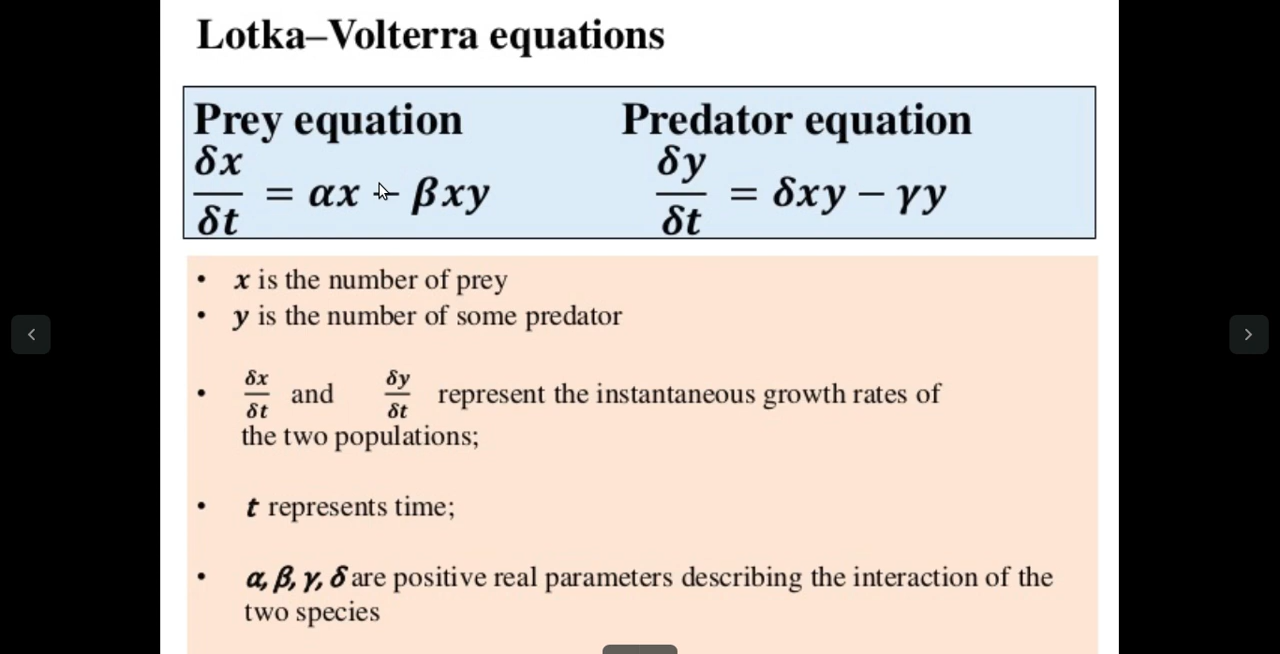 Lotka–Volterra equations
Prey equation
δx/δt = αx − βxy
Predator equation
δy/δt = δxy − γy
• x is the number of prey
• y is the number of some predator
• δx/δt and δy/δt represent the instantaneous growth rates of
the two populations;
• t represents time;
• α, β, γ, δ are positive real parameters describing the interaction of the
two species